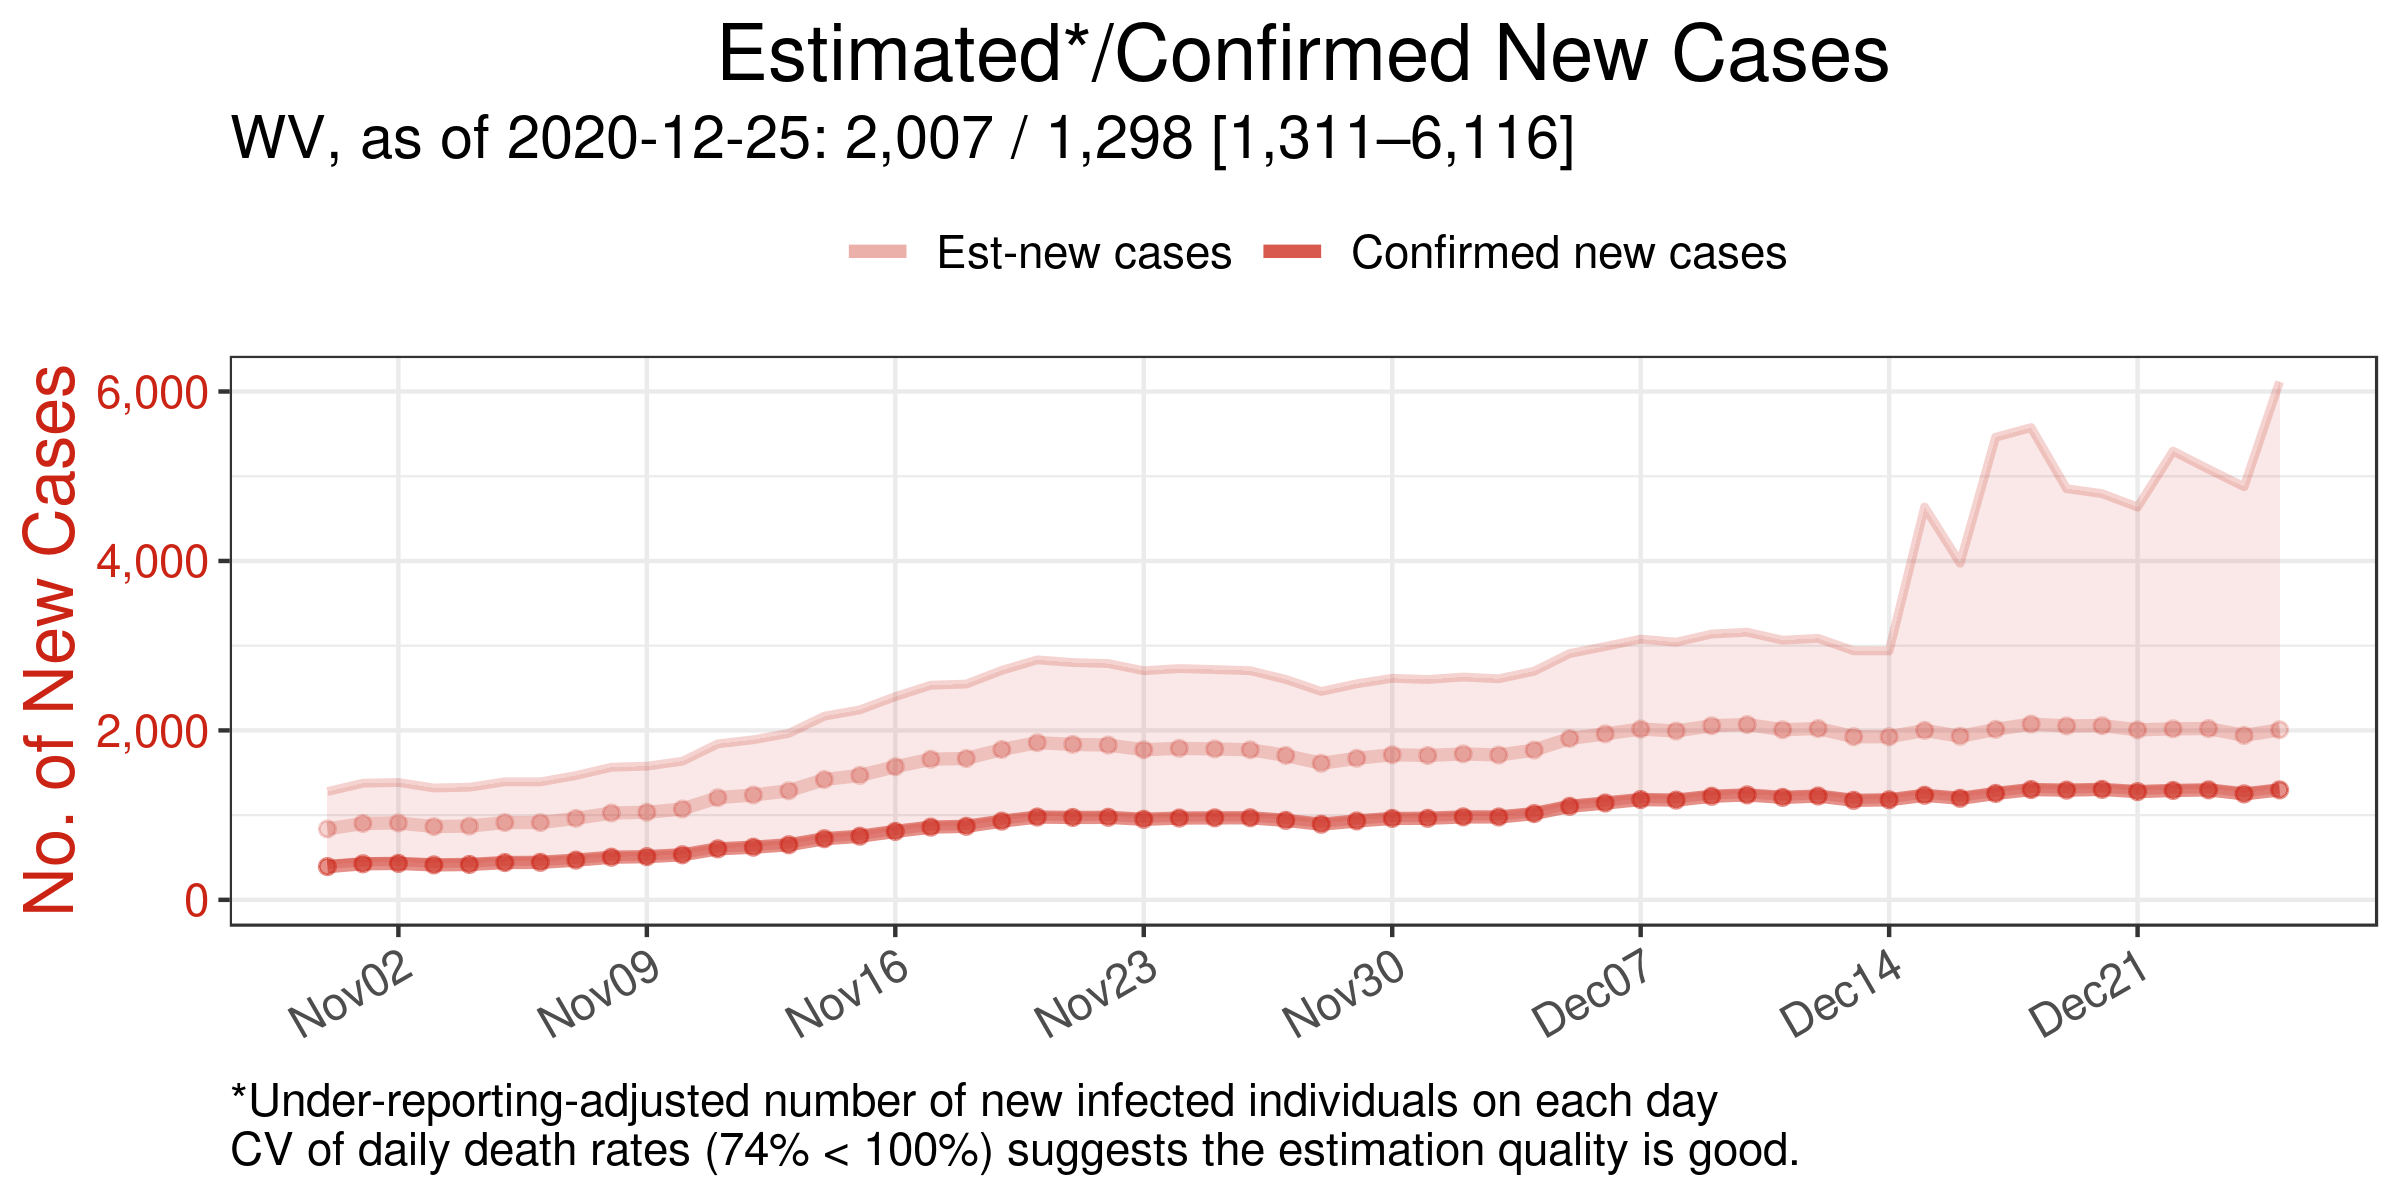 Estimated*/Confirmed New Cases
WV, as of 2020-12-25: 2,007 / 1,298 [1,311–6,116]
Est-new cases Confirmed new cases
No. of New Cases
6,000
4,000
2,000
0
Nov02 Nov09 Nov16 Nov23 Nov30 Dec07 Dec14 Dec21
*Under-reporting-adjusted number of new infected individuals on each day
CV of daily death rates (74% < 100%) suggests the estimation quality is good.